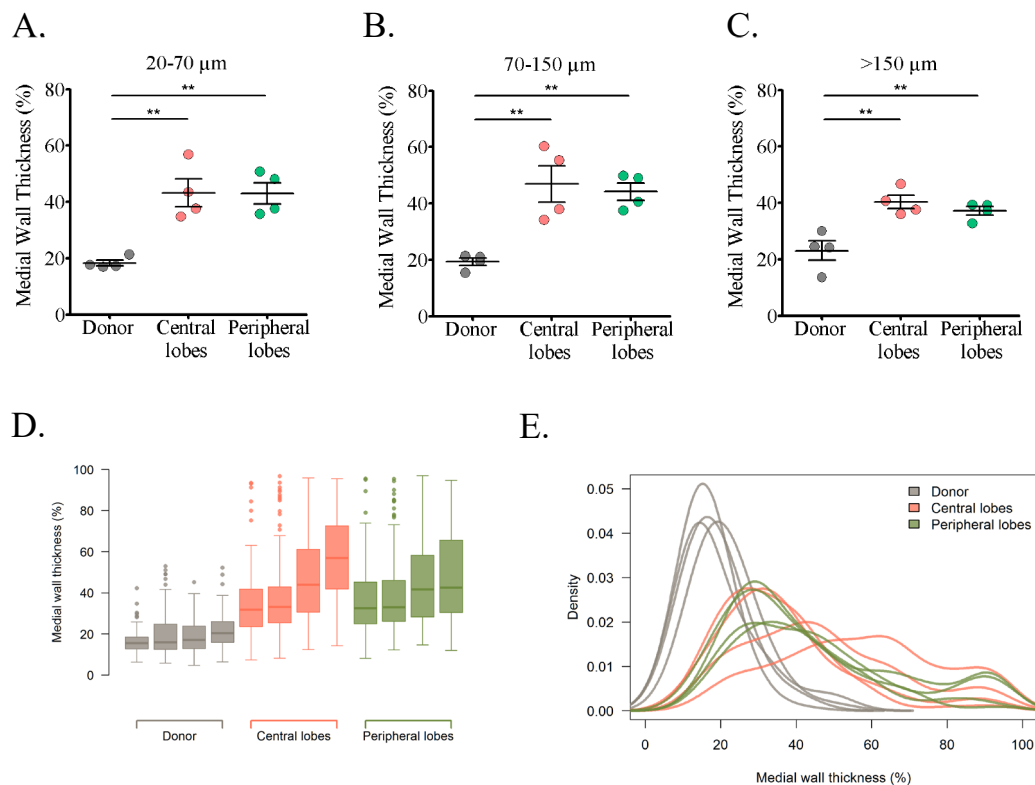 A.
20-70 µm
Medial Wall Thickness (%)
80
60
40
20
0
**
**
Donor
Central lobes
Peripheral lobes
B.
70-150 µm
Medial Wall Thickness (%)
80
60
40
20
0
**
**
Donor
Central lobes
Peripheral lobes
C.
>150 µm
Medial Wall Thickness (%)
80
60
40
20
0
**
**
Donor
Central lobes
Peripheral lobes
D.
Medial wall thickness (%)
100
80
60
40
20
0
Donor
Central lobes
Peripheral lobes
E.
Density
0.05
0.04
0.03
0.02
0.01
0.00
Donor
Central lobes
Peripheral lobes
0 20 40 60 80 100
Medial wall thickness (%)